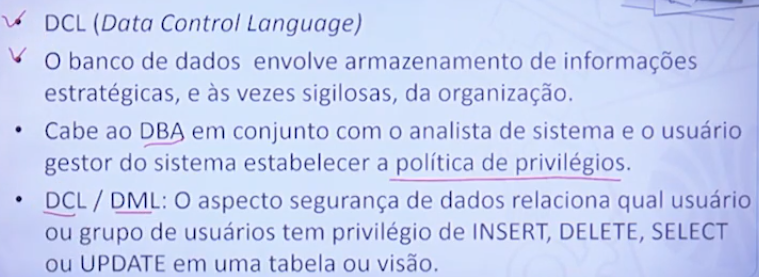 DCL (Data Control Language)
O banco de dados envolve armazenamento de informações
estratégicas, e às vezes sigilosas, da organização.
• Cabe ao DBA em conjunto com o analista de sistema e o usuário
gestor do sistema estabelecer a política de privilégios.
• DCL / DML: O aspecto segurança de dados relaciona qual usuário
ou grupo de usuários tem privilégio de INSERT, DELETE, SELECT
ou UPDATE em uma tabela ou visão.